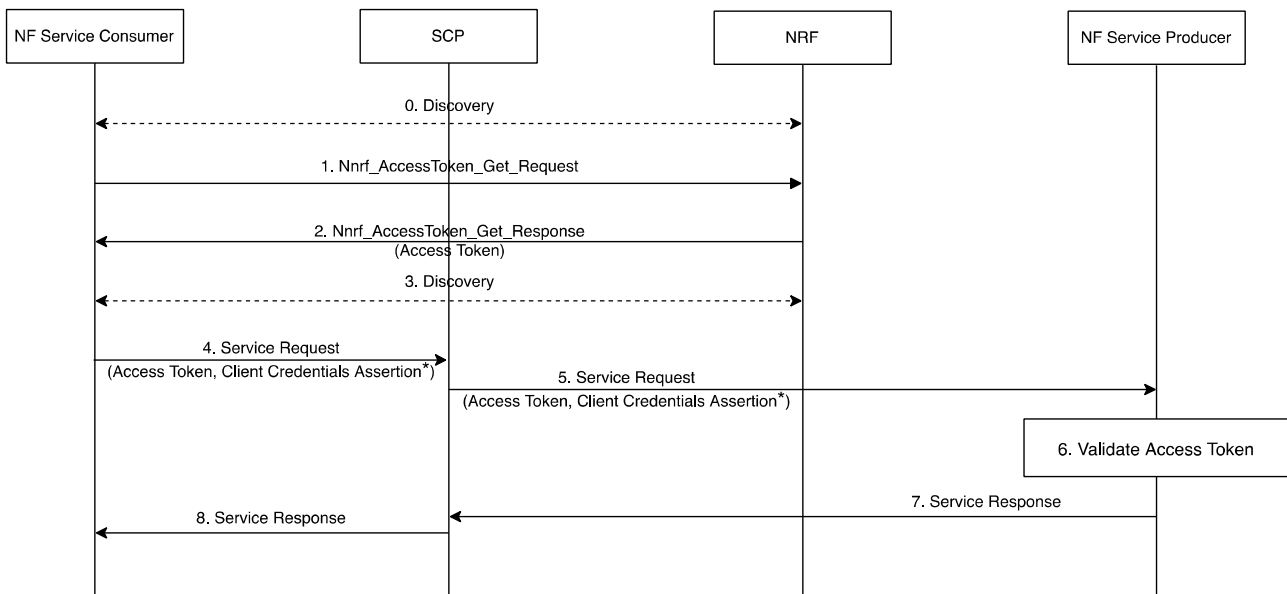 NF Service Consumer
SCP
NRF
NF Service Producer
0. Discovery
1. Nnrf_AccessToken_Get_Request
2. Nnrf_AccessToken_Get_Response
(Access Token)
3. Discovery
4. Service Request
(Access Token, Client Credentials Assertion*)
5. Service Request
(Access Token, Client Credentials Assertion*)
6. Validate Access Token
7. Service Response
8. Service Response